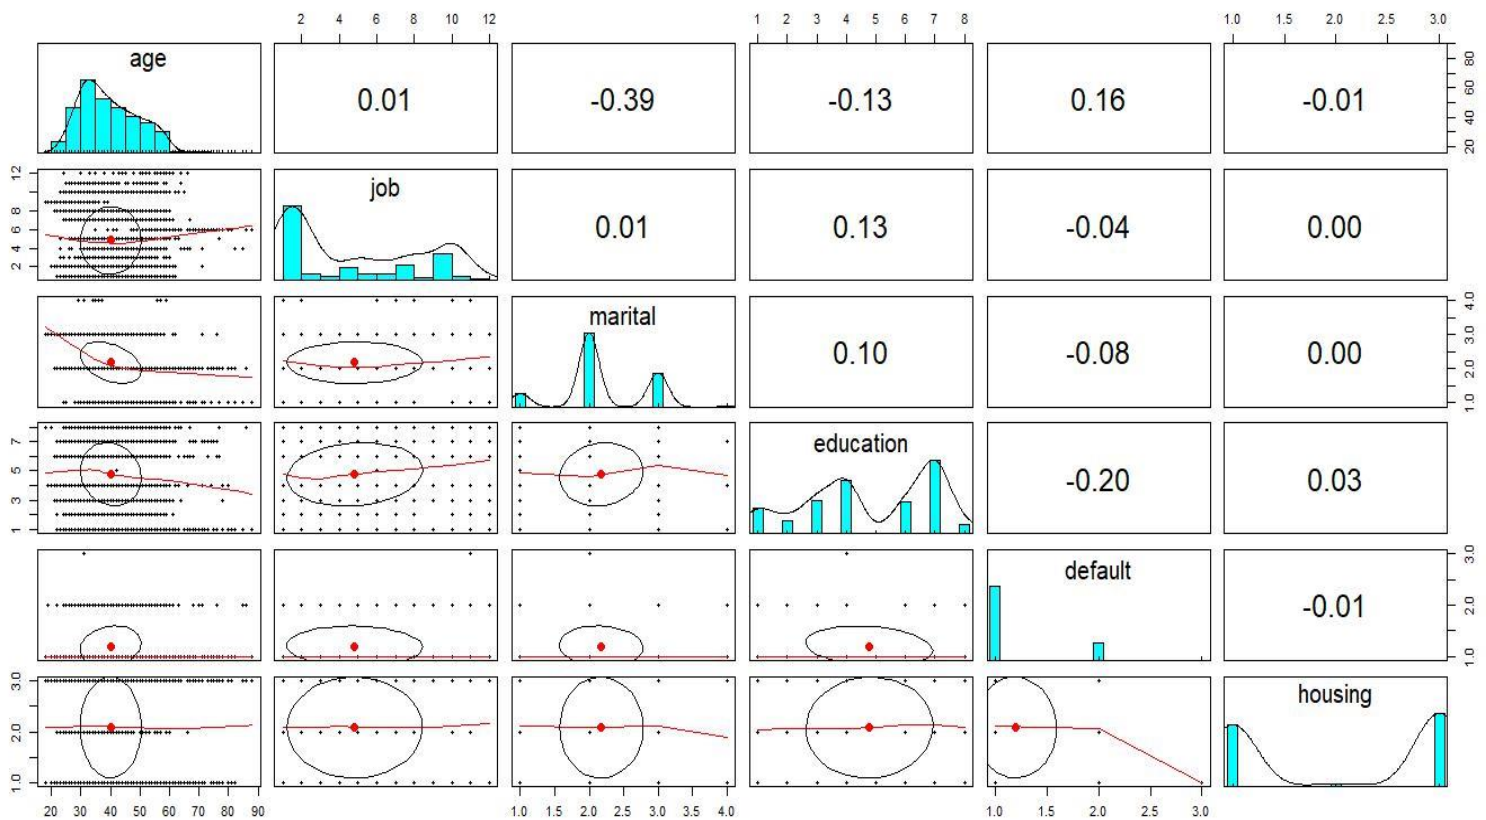 2 4 6 8 10 12 1 2 3 4 5 6 7 8 1.0 1.5 2.0 2.5 3.0
age 0.01 -0.39 -0.13 0.16 -0.01 20 40 60 80
2 4 6 8 12 job 0.01 0.13 -0.04 0.00
marital 0.10 -0.08 0.00 1.0 2.0 3.0 4.0
1 3 5 7 education -0.20 0.03
default -0.01 1.0 2.0 3.0
1.0 2.0 3.0 housing
20 30 40 50 60 70 80 90 1.0 1.5 2.0 2.5 3.0 3.5 4.0 1.0 1.5 2.0 2.5 3.0